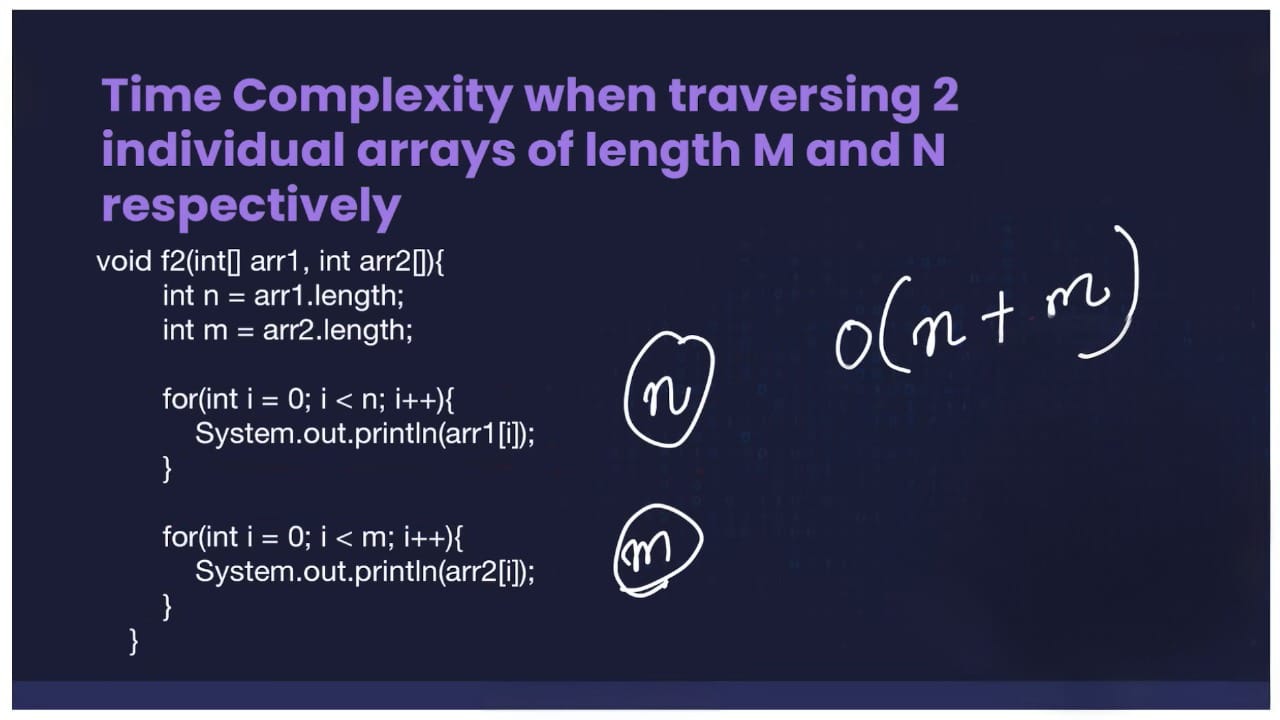 Time Complexity when traversing 2
individual arrays of length M and N
respectively
void f2(int[] arr1, int arr2[]){
int n = arr1.length;
int m = arr2.length;
for(int i = 0; i < n; i++){
System.out.println(arr1[i]);
}
for(int i = 0; i < m; i++){
System.out.println(arr2[i]);
}
}
n
m
O(n + m)